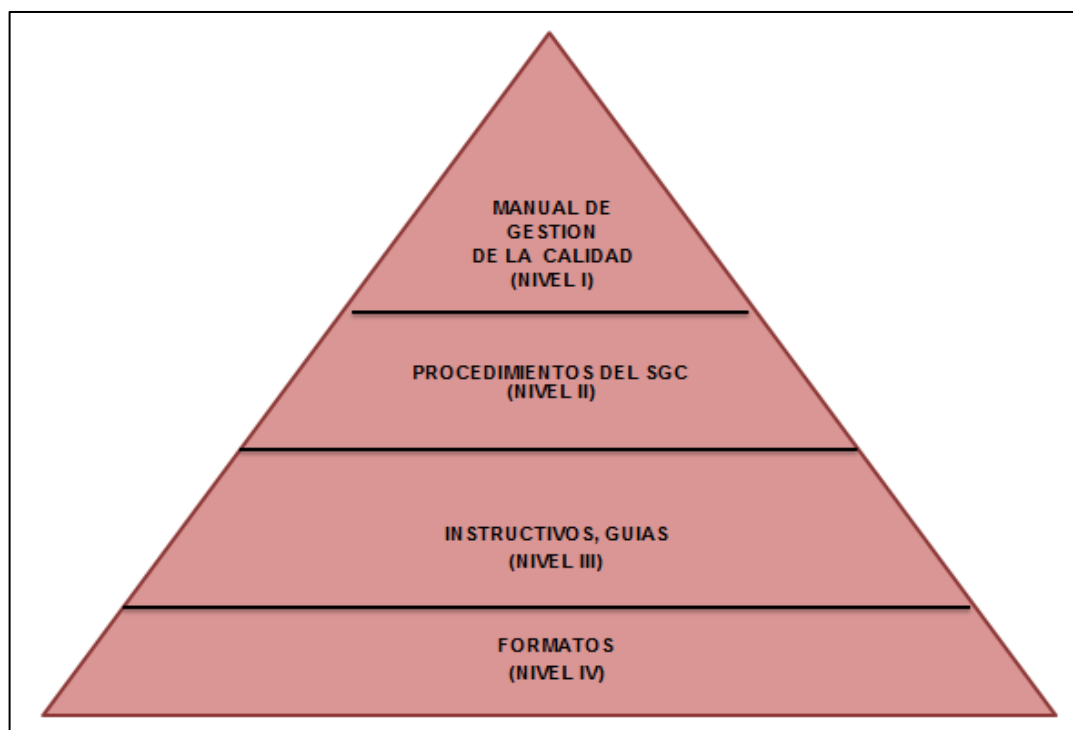 MANUAL DE
GESTION
DE LA CALIDAD
(NIVEL I)
PROCEDIMIENTOS DEL SGC
(NIVEL II)
INSTRUCTIVOS, GUIAS
(NIVEL III)
FORMATOS
(NIVEL IV)